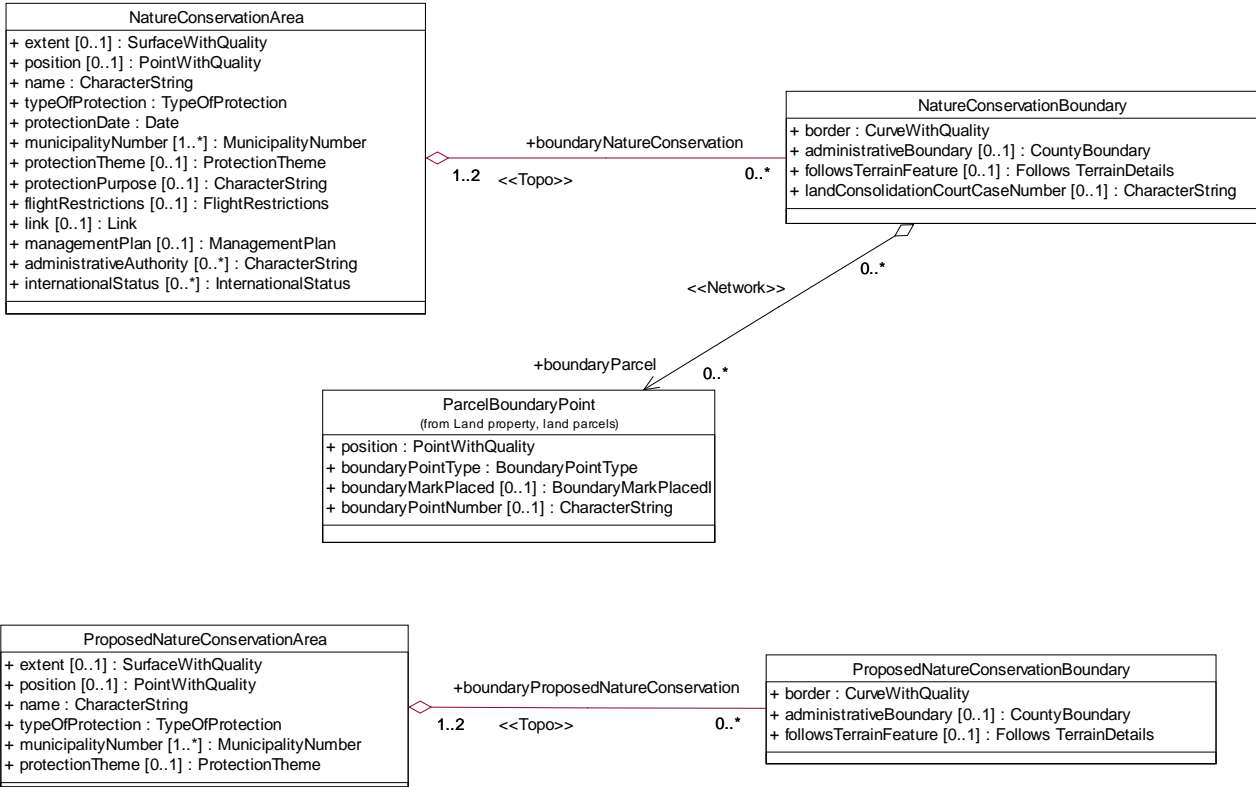 NatureConservationArea
+ extent [0..1] : SurfaceWithQuality
+ position [0..1] : PointWithQuality
+ name : CharacterString
+ typeOfProtection : TypeOfProtection
+ protectionDate : Date
+ municipalityNumber [1..*] : MunicipalityNumber
+ protectionTheme [0..1] : ProtectionTheme
+ protectionPurpose [0..1] : CharacterString
+ flightRestrictions [0..1] : FlightRestrictions
+ link [0..1] : Link
+ managementPlan [0..1] : ManagementPlan
+ administrativeAuthority [0..*] : CharacterString
+ internationalStatus [0..*] : InternationalStatus
+boundaryNatureConservation
1..2
<<Topo>>
0..*
NatureConservationBoundary
+ border : CurveWithQuality
+ administrativeBoundary [0..1] : CountyBoundary
+ followsTerrainFeature [0..1] : Follows TerrainDetails
+ landConsolidationCourtCaseNumber [0..1] : CharacterString
0..*
<<Network>>
+boundaryParcel
0..*
ParcelBoundaryPoint
(from Land property, land parcels)
+ position : PointWithQuality
+ boundaryPointType : BoundaryPointType
+ boundaryMarkPlaced [0..1] : BoundaryMarkPlacedI
+ boundaryPointNumber [0..1] : CharacterString
ProposedNatureConservationArea
+ extent [0..1] : SurfaceWithQuality
+ position [0..1] : PointWithQuality
+ name : CharacterString
+ typeOfProtection : TypeOfProtection
+ municipalityNumber [1..*] : MunicipalityNumber
+ protectionTheme [0..1] : ProtectionTheme
+boundaryProposedNatureConservation
1..2
<<Topo>>
0..*
ProposedNatureConservationBoundary
+ border : CurveWithQuality
+ administrativeBoundary [0..1] : CountyBoundary
+ followsTerrainFeature [0..1] : Follows TerrainDetails